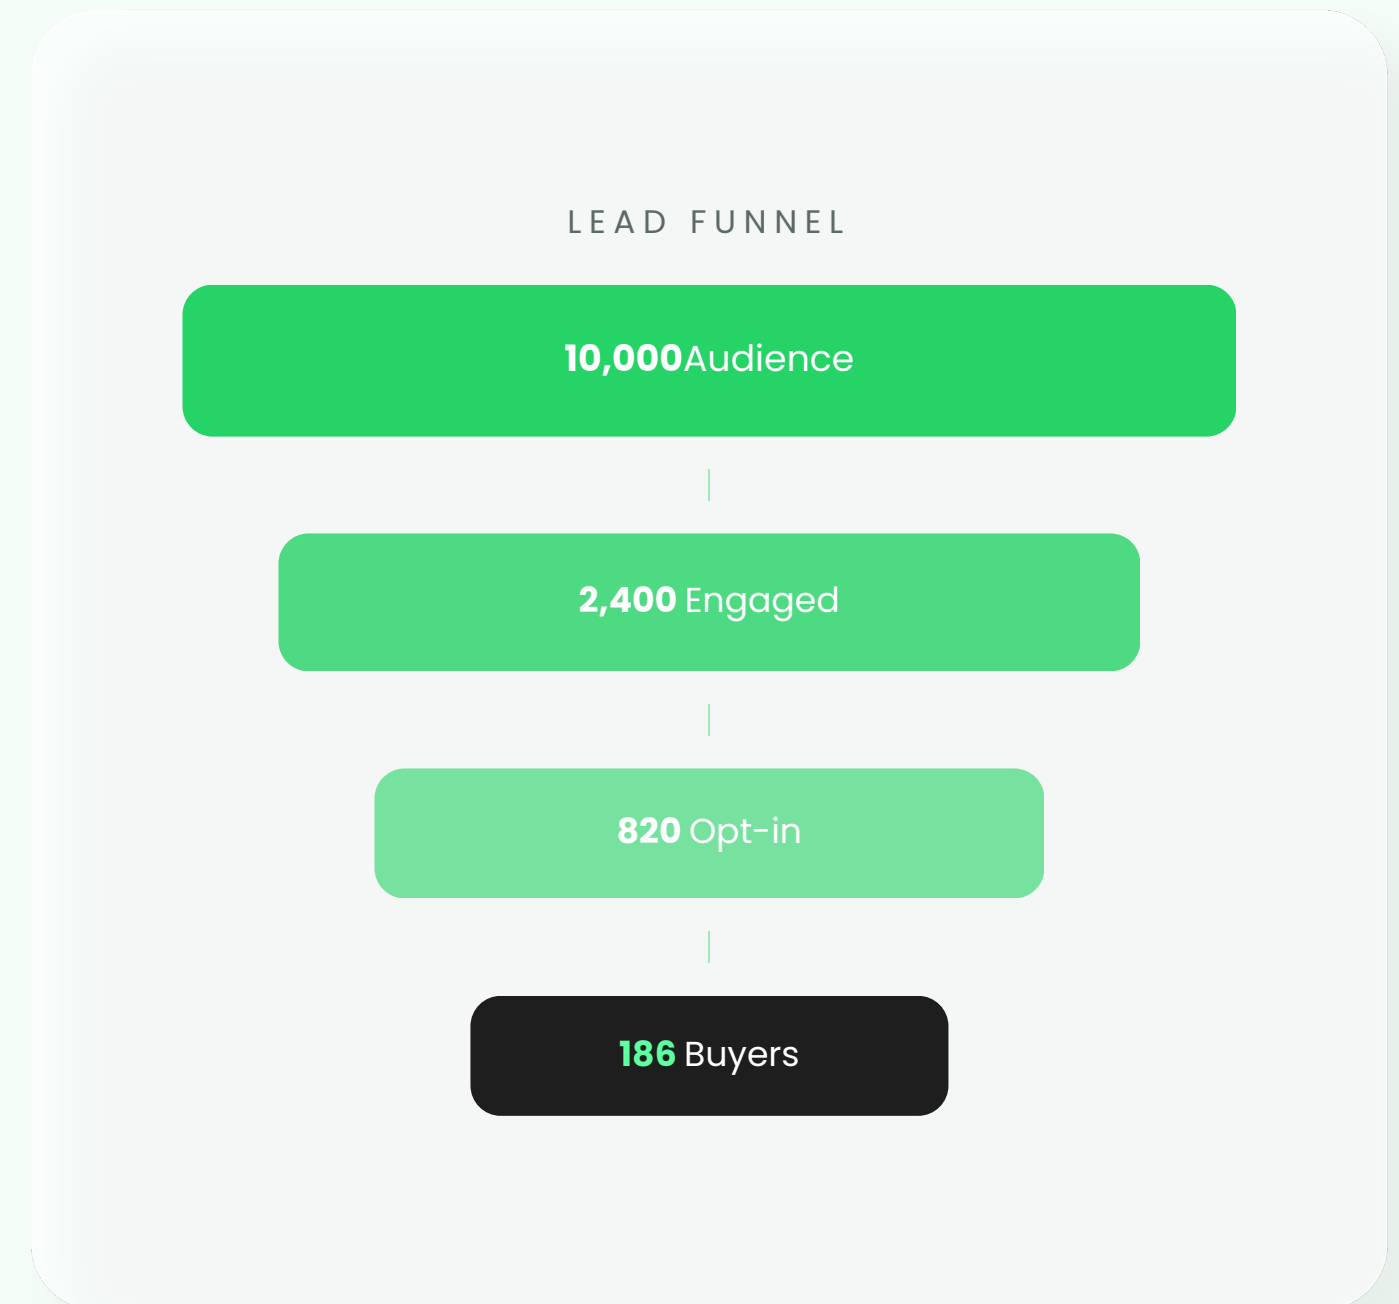 LEAD FUNNEL
10,000Audience
2,400 Engaged
820 Opt-in
186 Buyers